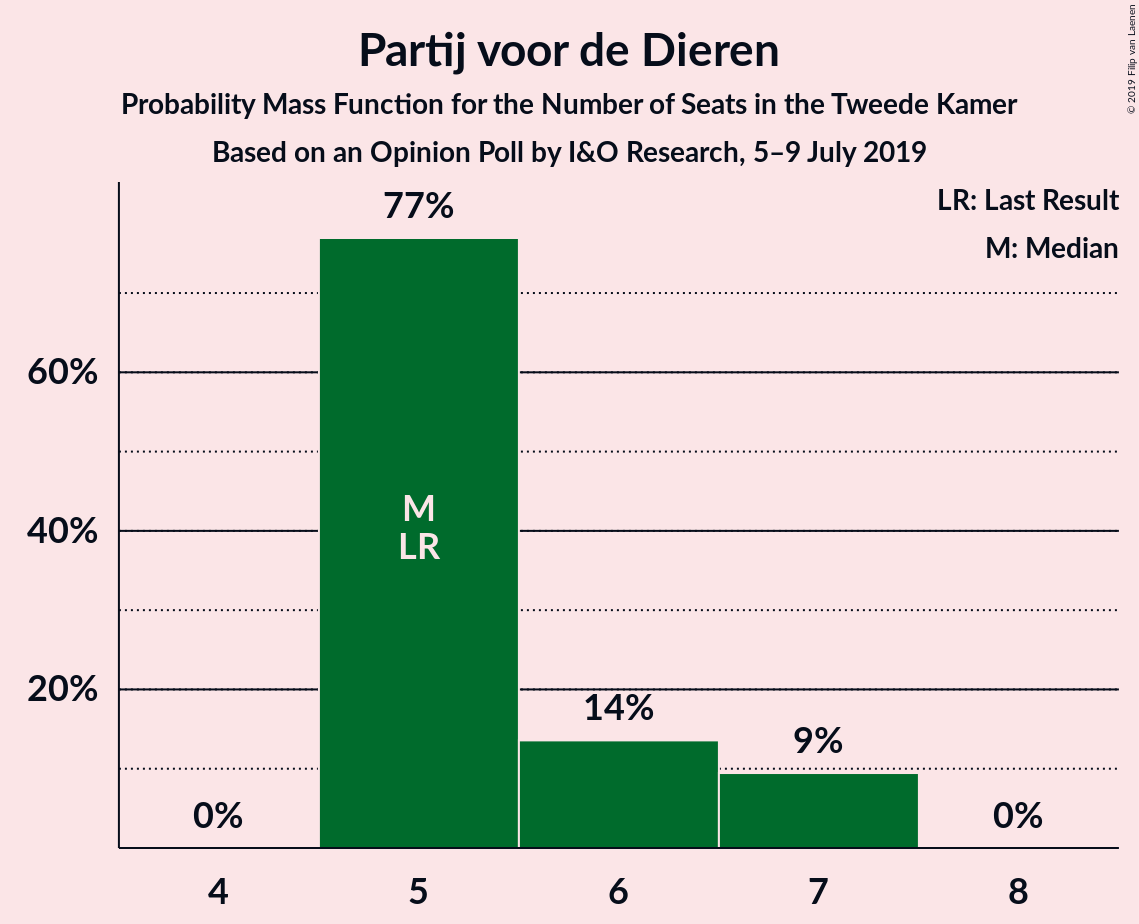 Partij voor de Dieren
Probability Mass Function for the Number of Seats in the Tweede Kamer
Based on an Opinion Poll by I&O Research, 5–9 July 2019
© 2019 Filip van Laenen
LR: Last Result
M: Median
77%
60%
40%
20%
M
LR
14%
9%
0%
0%
4
5
6
7
8